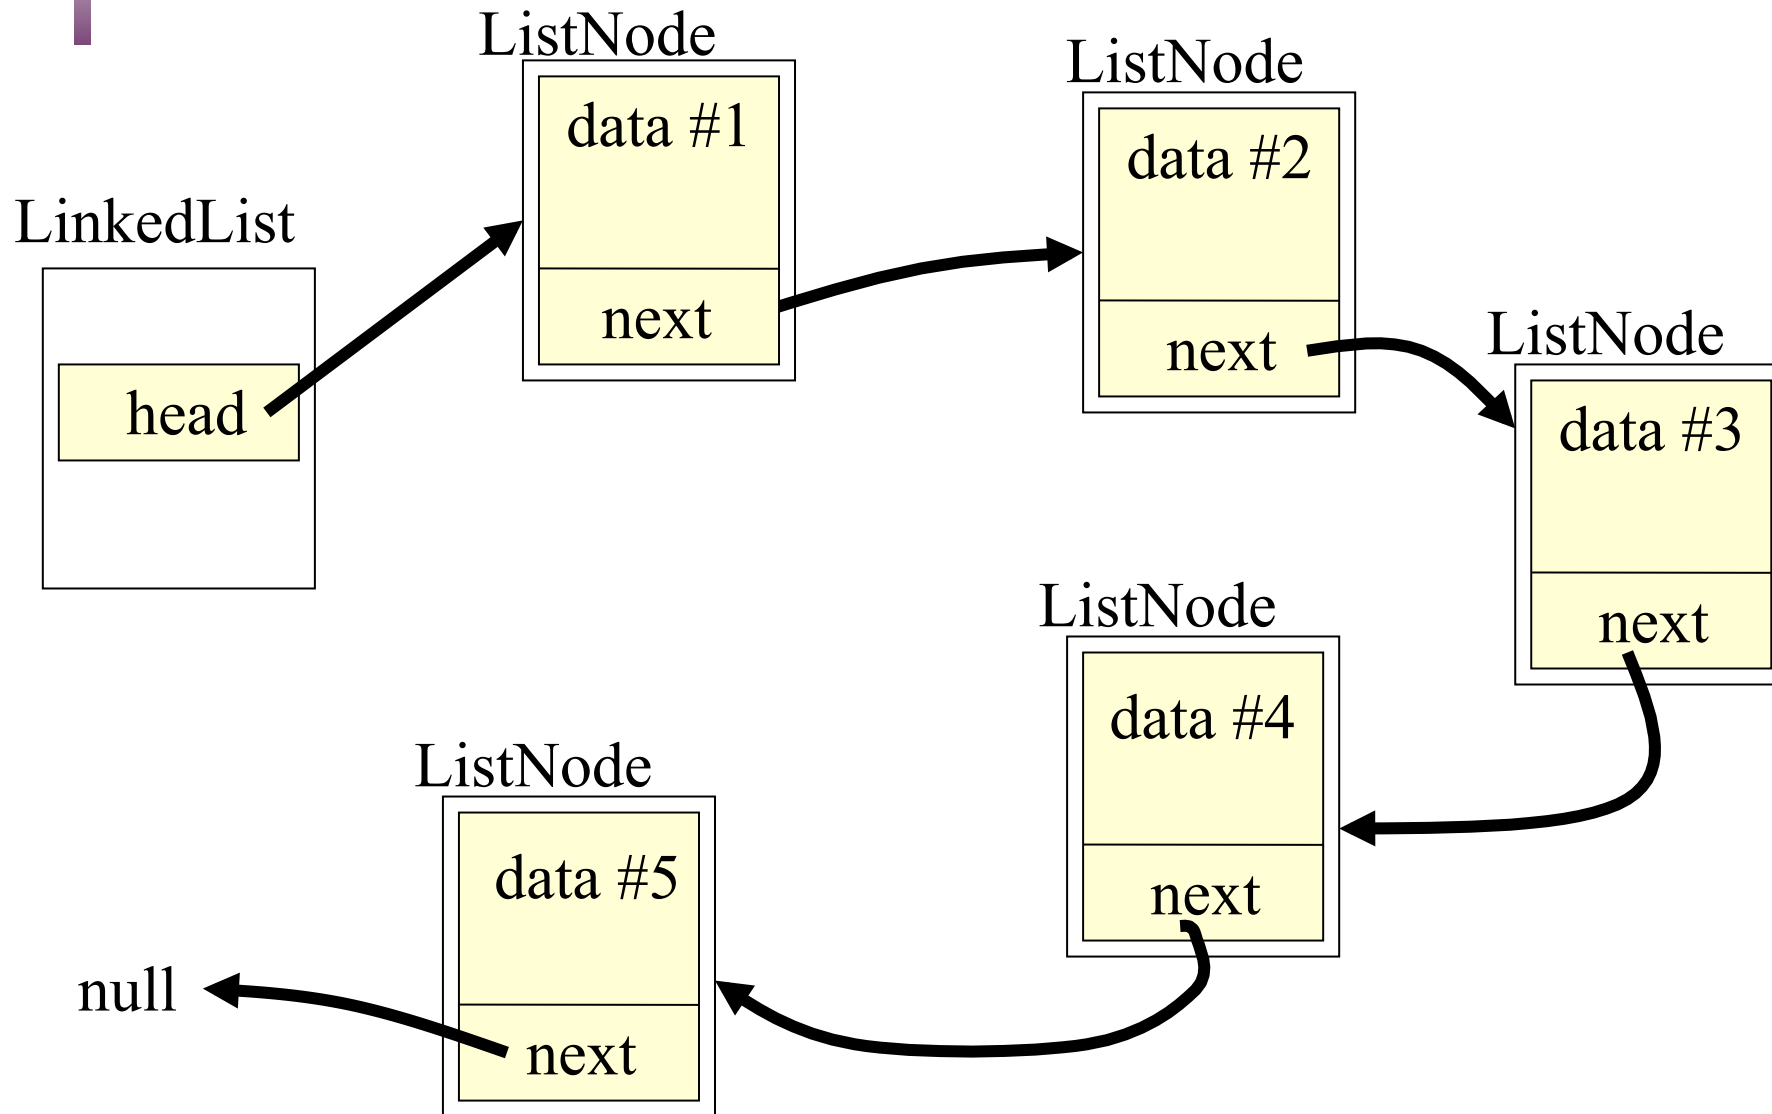 LinkedList
head
ListNode
data #1
next
ListNode
data #2
next
ListNode
data #3
next
ListNode
data #4
next
ListNode
data #5
next
null